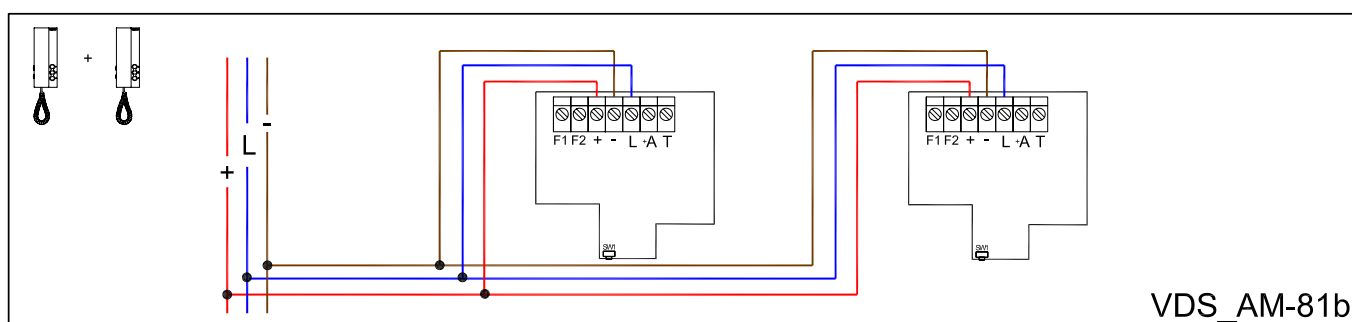 +
-
L
+
F1 F2 + - L +A T
F1 F2 + - L +A T
SW1
SW1
VDS_AM-81b